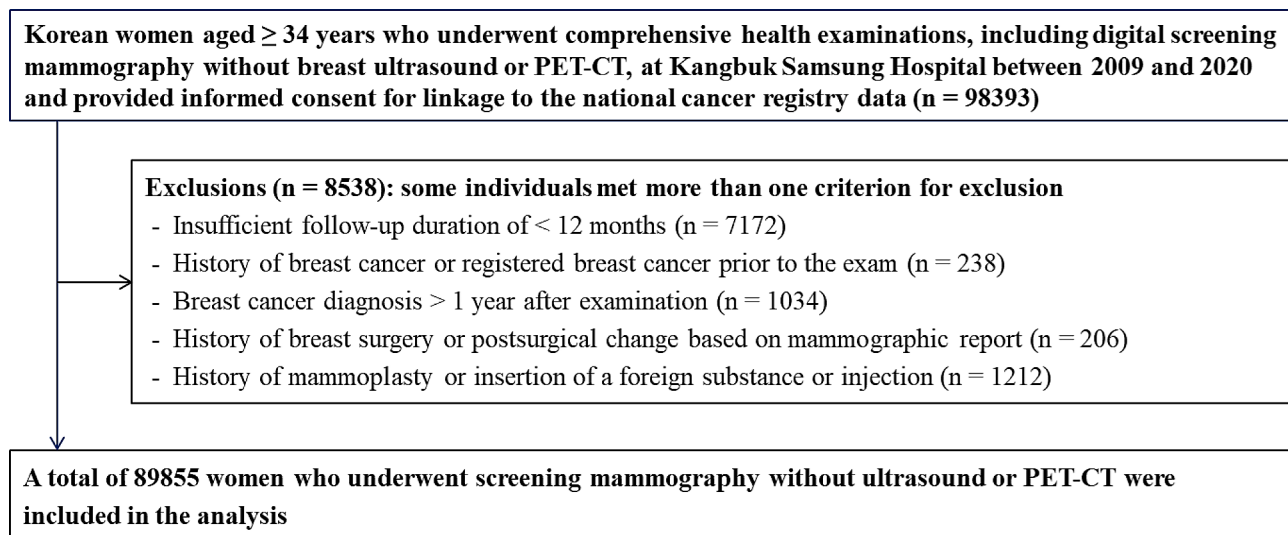 Korean women aged ≥ 34 years who underwent comprehensive health examinations, including digital screening
mammography without breast ultrasound or PET-CT, at Kangbuk Samsung Hospital between 2009 and 2020
and provided informed consent for linkage to the national cancer registry data (n = 98393)
Exclusions (n = 8538): some individuals met more than one criterion for exclusion
- Insufficient follow-up duration of < 12 months (n = 7172)
- History of breast cancer or registered breast cancer prior to the exam (n = 238)
- Breast cancer diagnosis > 1 year after examination (n = 1034)
- History of breast surgery or postsurgical change based on mammographic report (n = 206)
- History of mammoplasty or insertion of a foreign substance or injection (n = 1212)
A total of 89855 women who underwent screening mammography without ultrasound or PET-CT were
included in the analysis